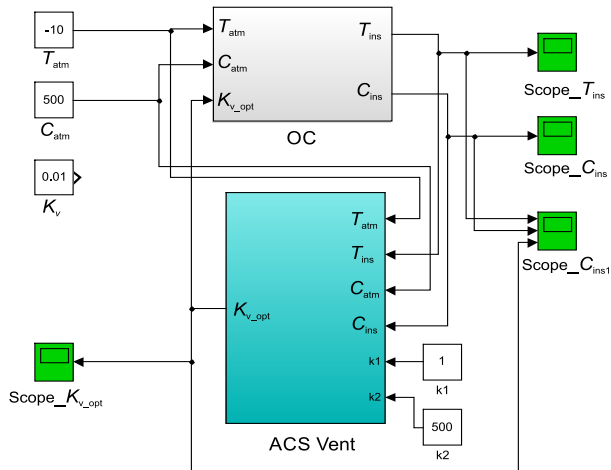 -10
T_atm
500
C_atm
0.01
K_v
T_atm
C_atm
K_v_opt
T_ins
C_ins
OC
Scope_T_ins
Scope_C_ins
Scope_C_ins1
T_atm
T_ins
C_atm
C_ins
k1
k2
K_v_opt
ACS Vent
1
k1
500
k2
Scope_K_v_opt